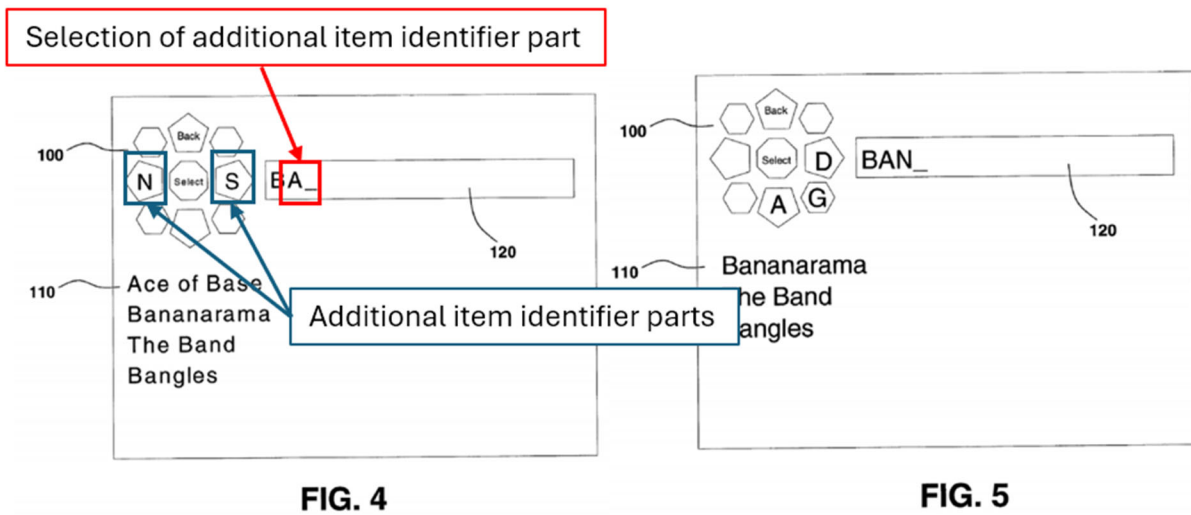 Selection of additional item identifier part
100
Back
N
Select
S
BA_
120
110
Ace of Base
Bananarama
The Band
Bangles
Additional item identifier parts
FIG. 4
100
Back
Select
D
A
G
BAN_
120
110
Bananarama
he Band
angles
FIG. 5